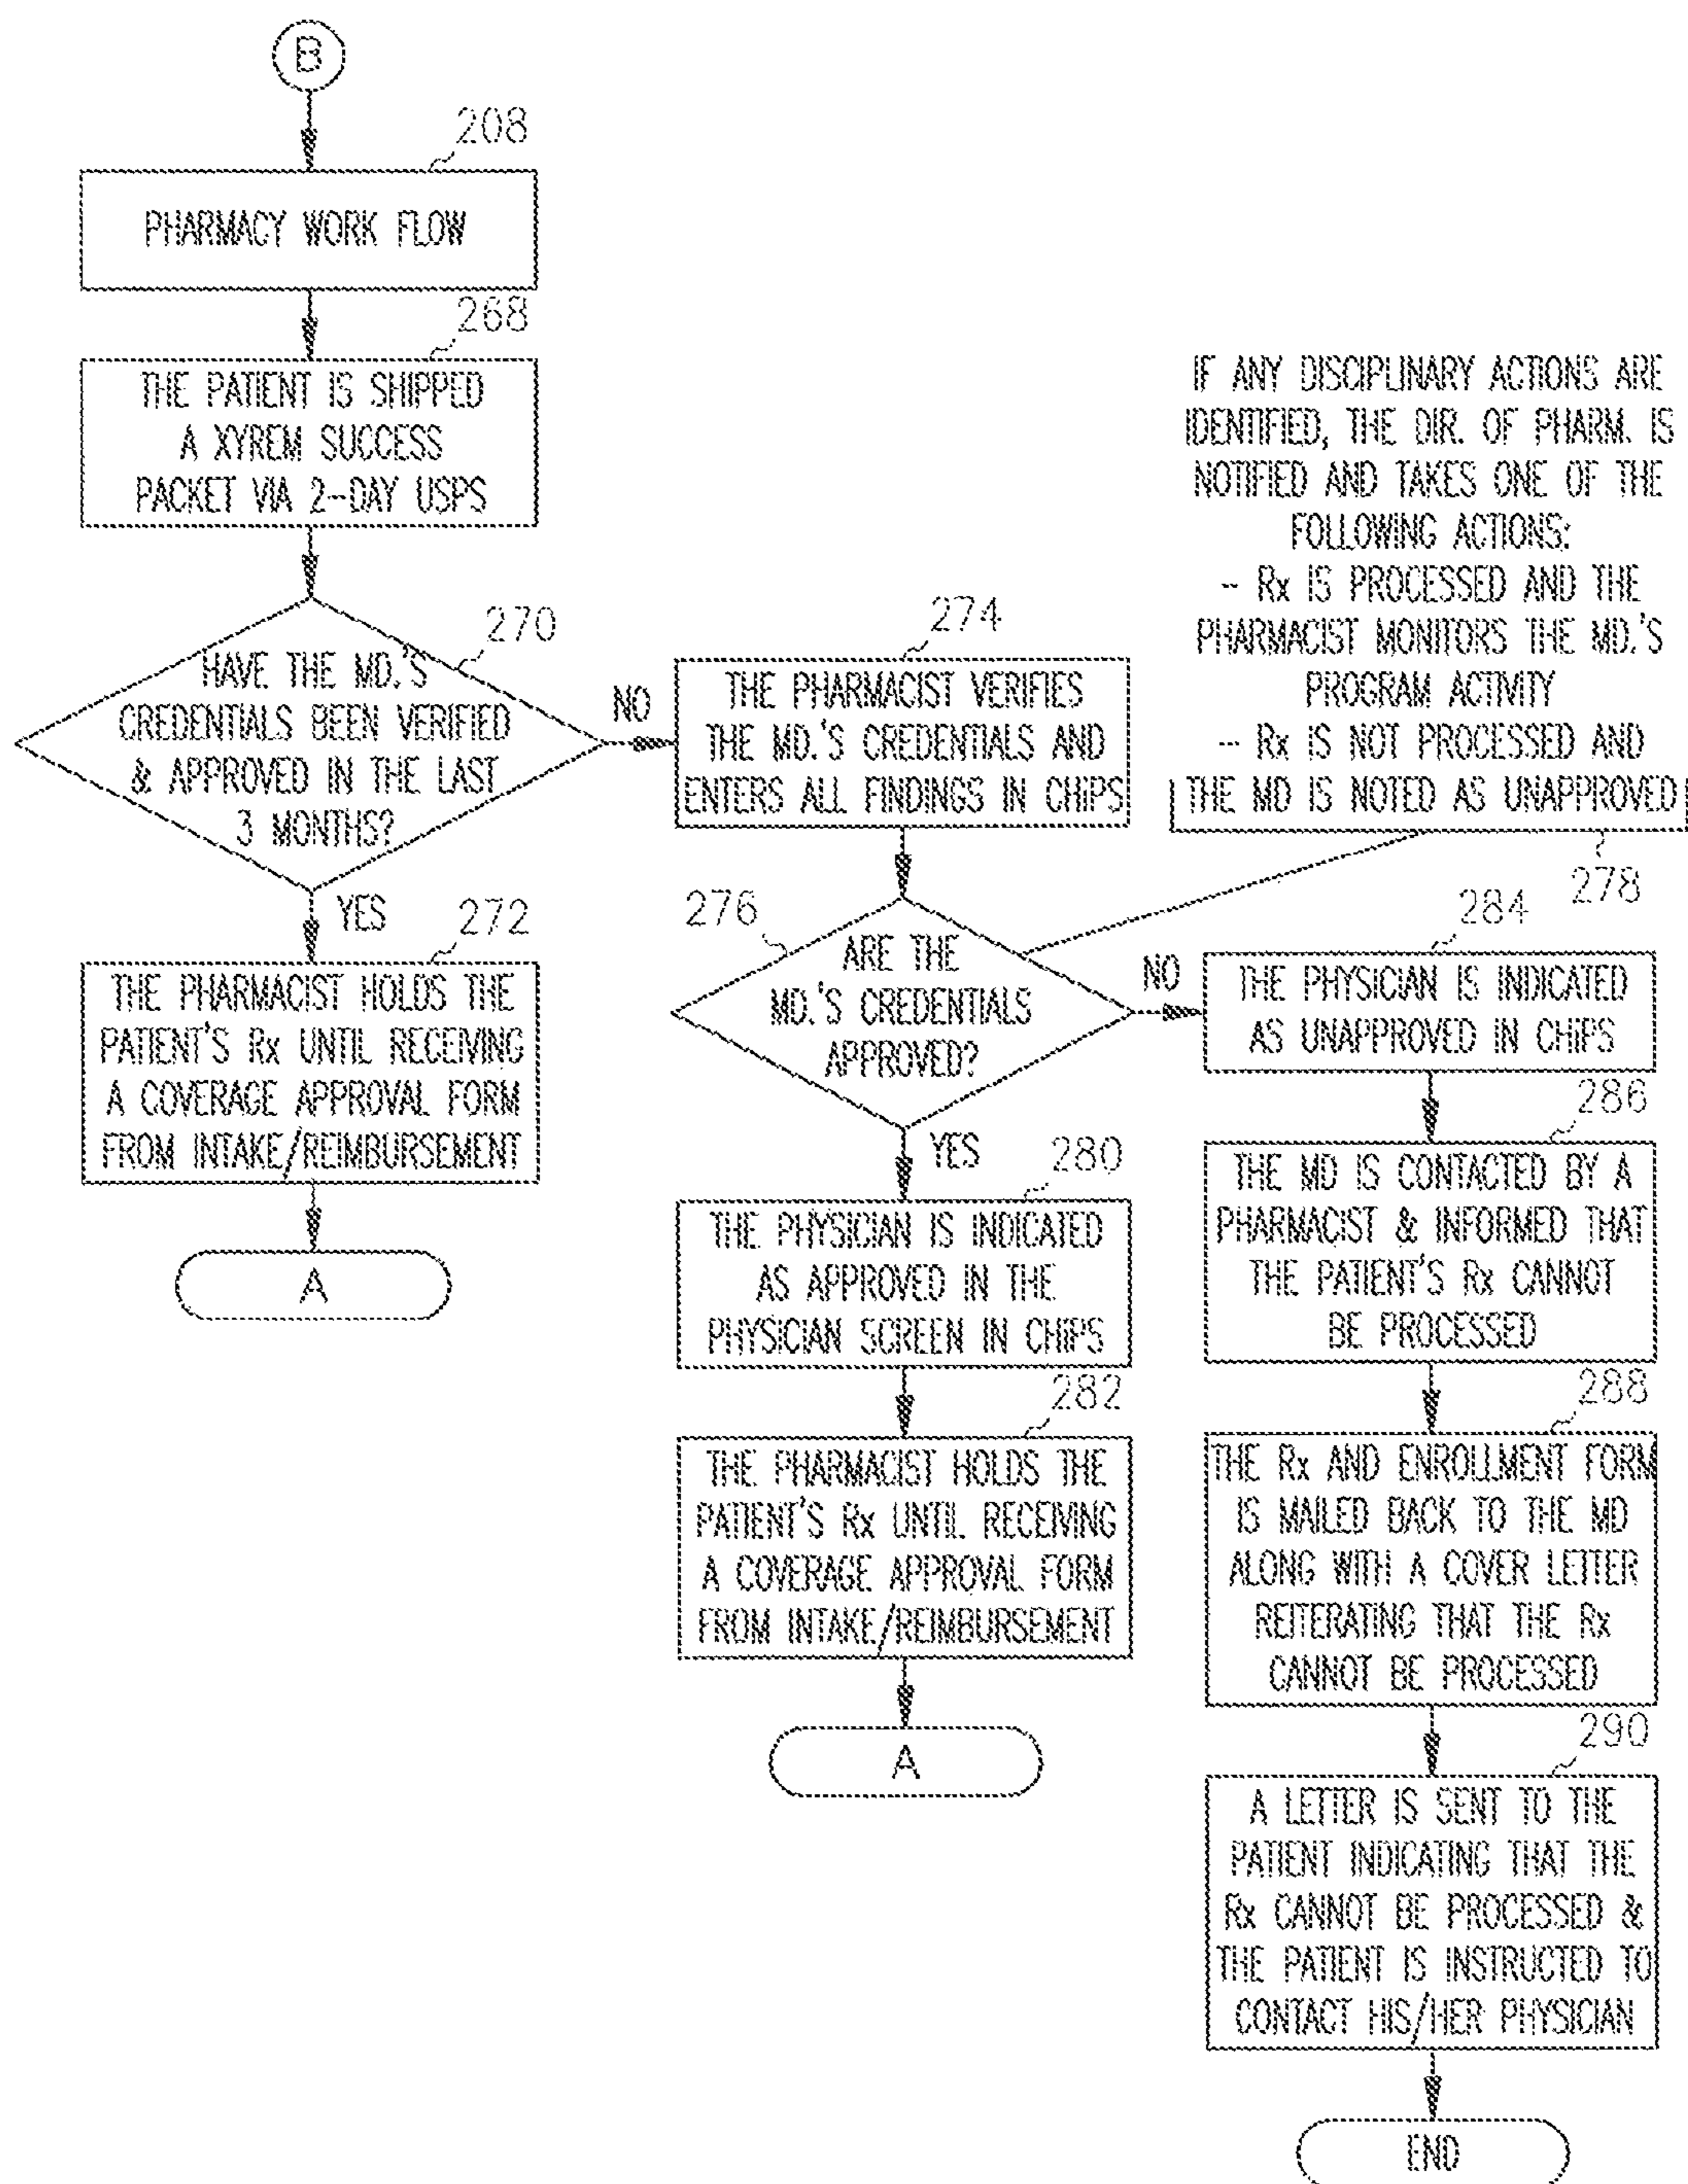 B
208
PHARMACY WORK FLOW
268
THE PATIENT IS SHIPPED
A XYREM SUCCESS
PACKET VIA 2-DAY USPS
270
HAVE THE MD.'S
CREDENTIALS BEEN VERIFIED
& APPROVED IN THE LAST
3 MONTHS?
NO
YES
272
THE PHARMACIST HOLDS THE
PATIENT'S Rx UNTIL RECEIVING
A COVERAGE APPROVAL FORM
FROM INTAKE/REIMBURSEMENT
A
274
THE PHARMACIST VERIFIES
THE MD.'S CREDENTIALS AND
ENTERS ALL FINDINGS IN CHIPS
IF ANY DISCIPLINARY ACTIONS ARE
IDENTIFIED, THE DIR. OF PHARM. IS
NOTIFIED AND TAKES ONE OF THE
FOLLOWING ACTIONS:
-- Rx IS PROCESSED AND THE
PHARMACIST MONITORS THE MD.'S
PROGRAM ACTIVITY
-- Rx IS NOT PROCESSED AND
THE MD IS NOTED AS UNAPPROVED
278
276
ARE THE
MD.'S CREDENTIALS
APPROVED?
NO
YES
280
THE PHYSICIAN IS INDICATED
AS APPROVED IN THE
PHYSICIAN SCREEN IN CHIPS
282
THE PHARMACIST HOLDS THE
PATIENT'S Rx UNTIL RECEIVING
A COVERAGE APPROVAL FORM
FROM INTAKE/REIMBURSEMENT
A
284
THE PHYSICIAN IS INDICATED
AS UNAPPROVED IN CHIPS
286
THE MD IS CONTACTED BY A
PHARMACIST & INFORMED THAT
THE PATIENT'S Rx CANNOT
BE PROCESSED
288
THE Rx AND ENROLLMENT FORM
IS MAILED BACK TO THE MD
ALONG WITH A COVER LETTER
REITERATING THAT THE Rx
CANNOT BE PROCESSED
290
A LETTER IS SENT TO THE
PATIENT INDICATING THAT THE
Rx CANNOT BE PROCESSED &
THE PATIENT IS INSTRUCTED TO
CONTACT HIS/HER PHYSICIAN
END